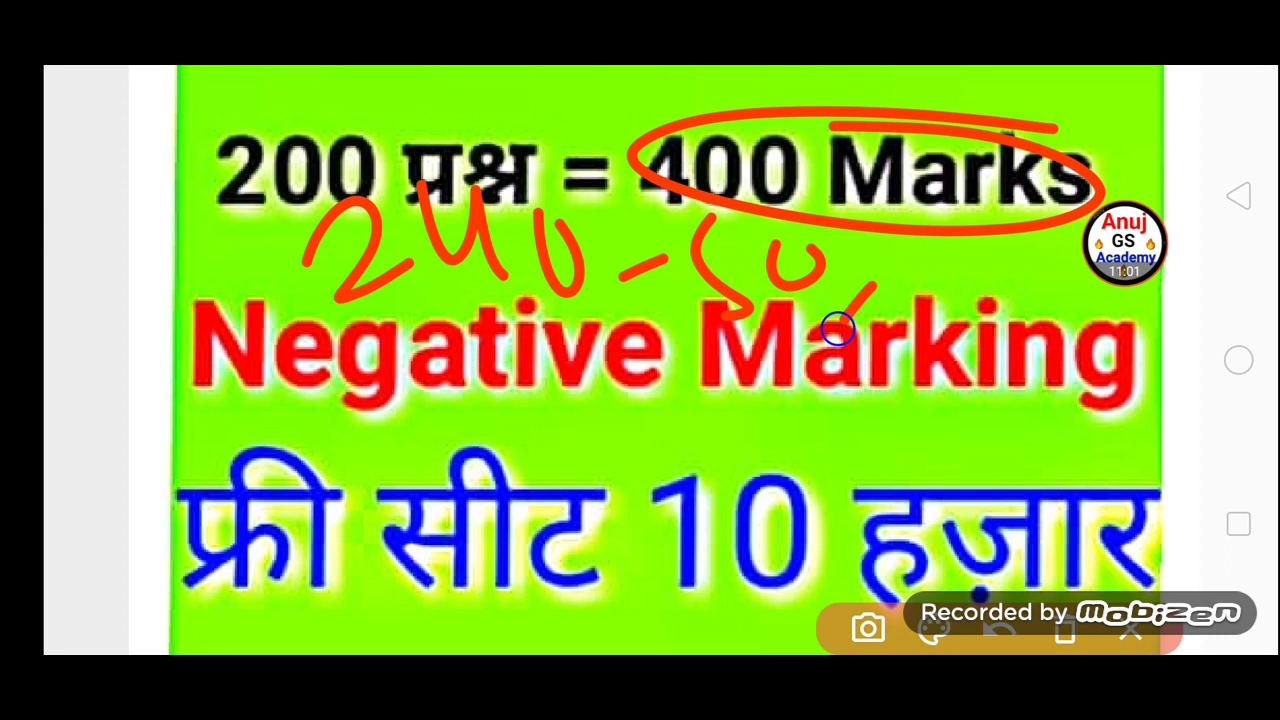 200 प्रश्न = 400 Marks
240-50,
Anuj
GS
Academy
11:01
Negative Marking
फ्री सीट 10 हज़ार
Recorded by mobizen